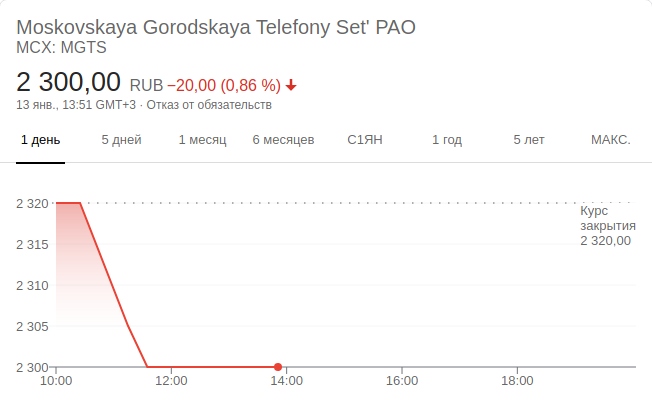 Moskovskaya Gorodskaya Telefony Set' PAO
MCX: MGTS
2 300,00 RUB −20,00 (0,86 %)
13 янв., 13:51 GMT+3 · Отказ от обязательств
1 день 5 дней 1 месяц 6 месяцев С1ЯН 1 год 5 лет МАКС.
2 320
Курс
закрытия
2 320,00
2 315
2 310
2 305
2 300
10:00 12:00 14:00 16:00 18:00